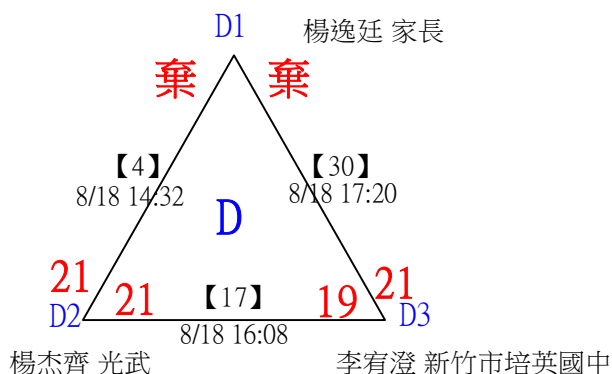 D1
楊逸廷 家長
棄 棄
【4】
8/18 14:32
【30】
8/18 17:20
D
21
21
【17】
19
21
D2
8/18 16:08
D3
楊杰齊 光武
李宥澄 新竹市培英國中